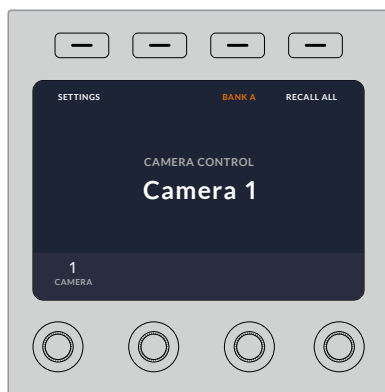 SETTINGS BANK A RECALL ALL
CAMERA CONTROL
Camera 1
1
CAMERA